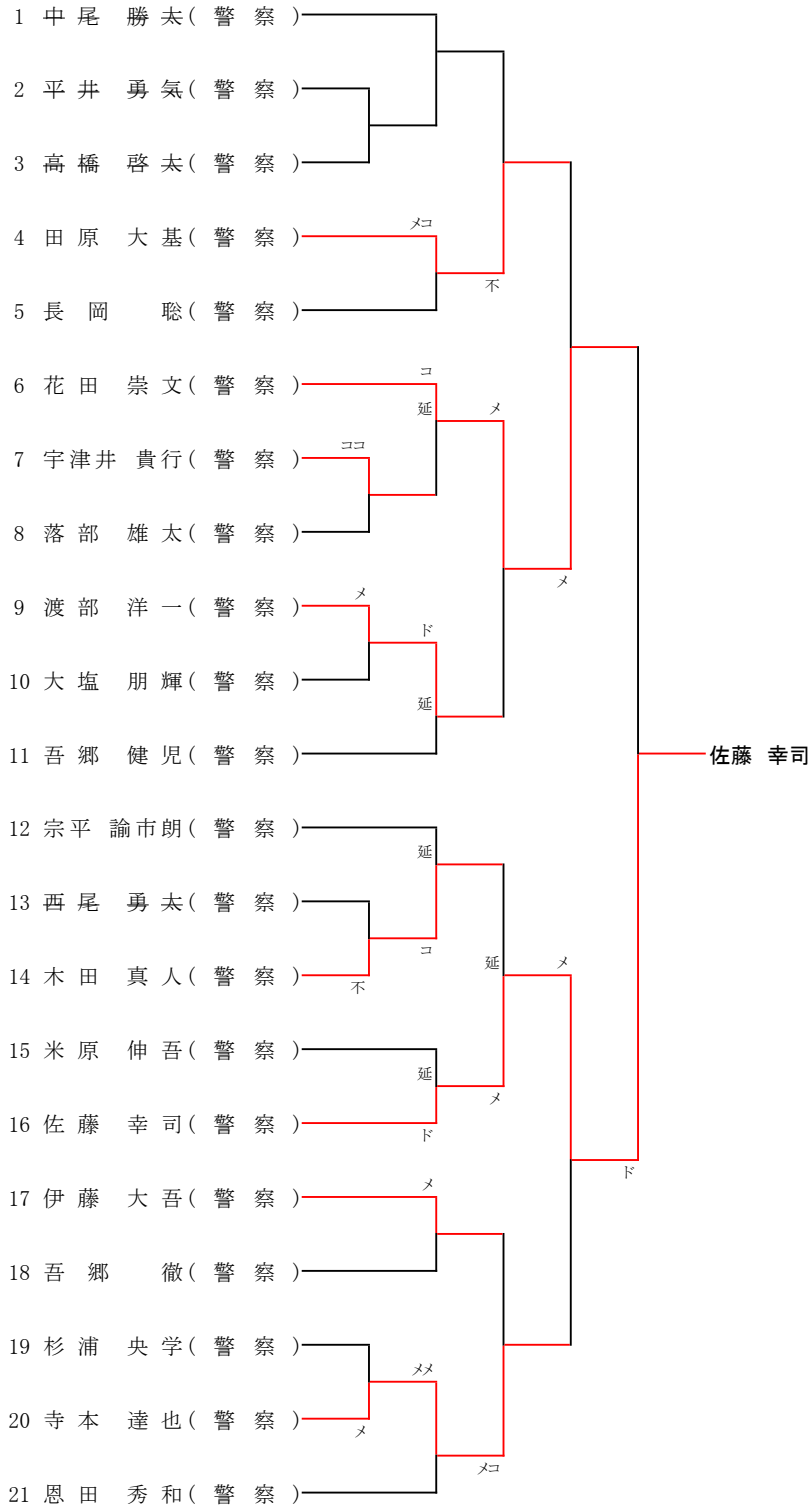 1 中尾 勝太(警察)
2 平井 勇気(警察)
3 高橋 啓太(警察)
メコ
4 田原 大基(警察)
不
5 長岡 聡(警察)
コ
6 花田 崇文(警察)
延 メ
ココ
7 宇津井 貴行(警察)
8 落部 雄太(警察)
メ
メ
9 渡部 洋一(警察)
ド
10 大塩 朋輝(警察)
延
11 吾郷 健児(警察)
佐藤 幸司
12 宗平 諭市朗(警察)
延
13 西尾 勇太(警察)
コ
延 メ
14 木田 真人(警察)
不
15 米原 伸吾(警察)
延
メ
16 佐藤 幸司(警察)
ド
ド
メ
17 伊藤 大吾(警察)
18 吾郷 徹(警察)
19 杉浦 央学(警察)
メメ
20 寺本 達也(警察)
メ
メコ
21 恩田 秀和(警察)